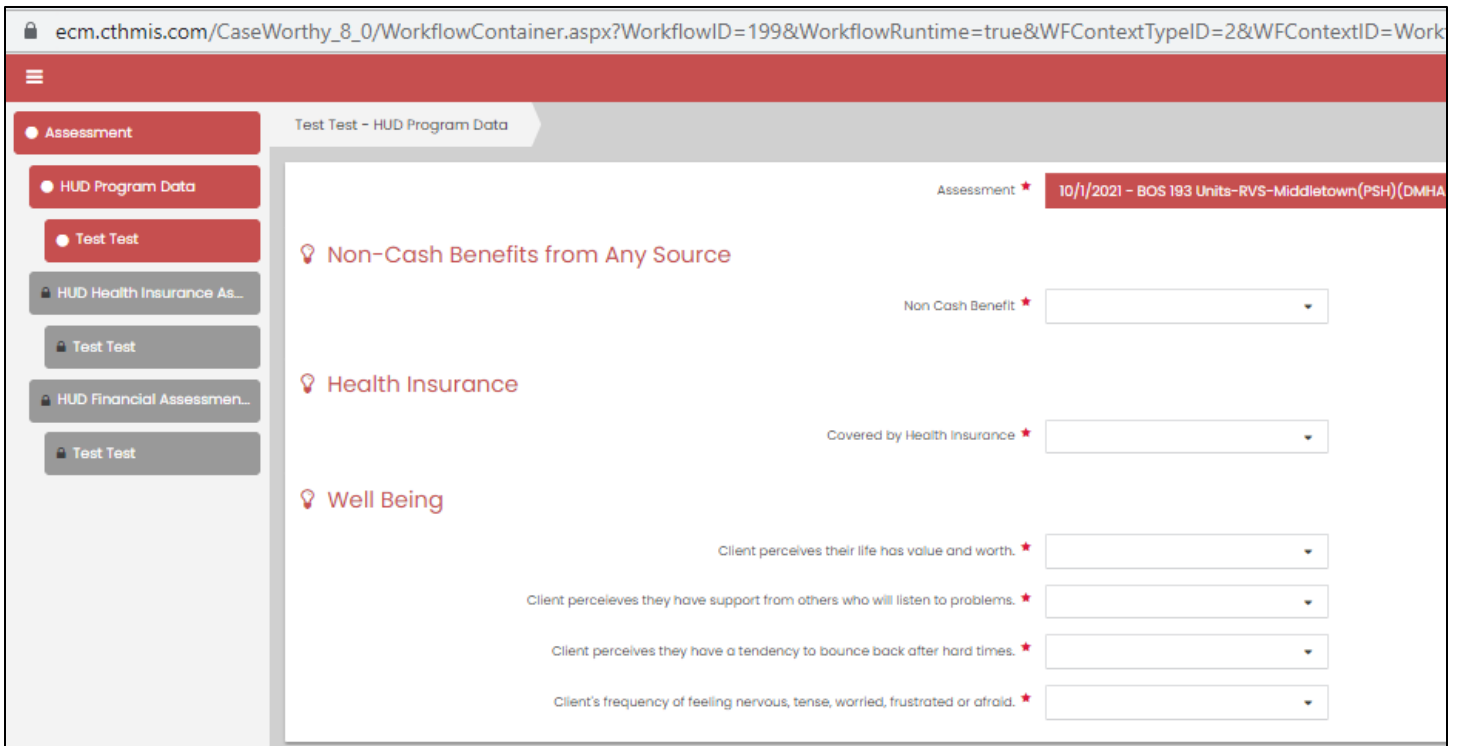 ecm.cthmis.com/CaseWorthy_8_0/WorkflowContainer.aspx?WorkflowID=199&WorkflowRuntime=true&WFContextTypeID=2&WFContextID=Work
Assessment
HUD Program Data
Test Test
HUD Health Insurance As...
Test Test
HUD Financial Assessmen...
Test Test
Test Test - HUD Program Data
Assessment ★ 10/1/2021 - BOS 193 Units-RVS-Middletown(PSH)(DMHA
Non-Cash Benefits from Any Source
Non Cash Benefit ★
Health Insurance
Covered by Health Insurance ★
Well Being
Client perceives their life has value and worth. ★
Client perceieves they have support from others who will listen to problems. ★
Client perceives they have a tendency to bounce back after hard times. ★
Client's frequency of feeling nervous, tense, worried, frustrated or afraid. ★